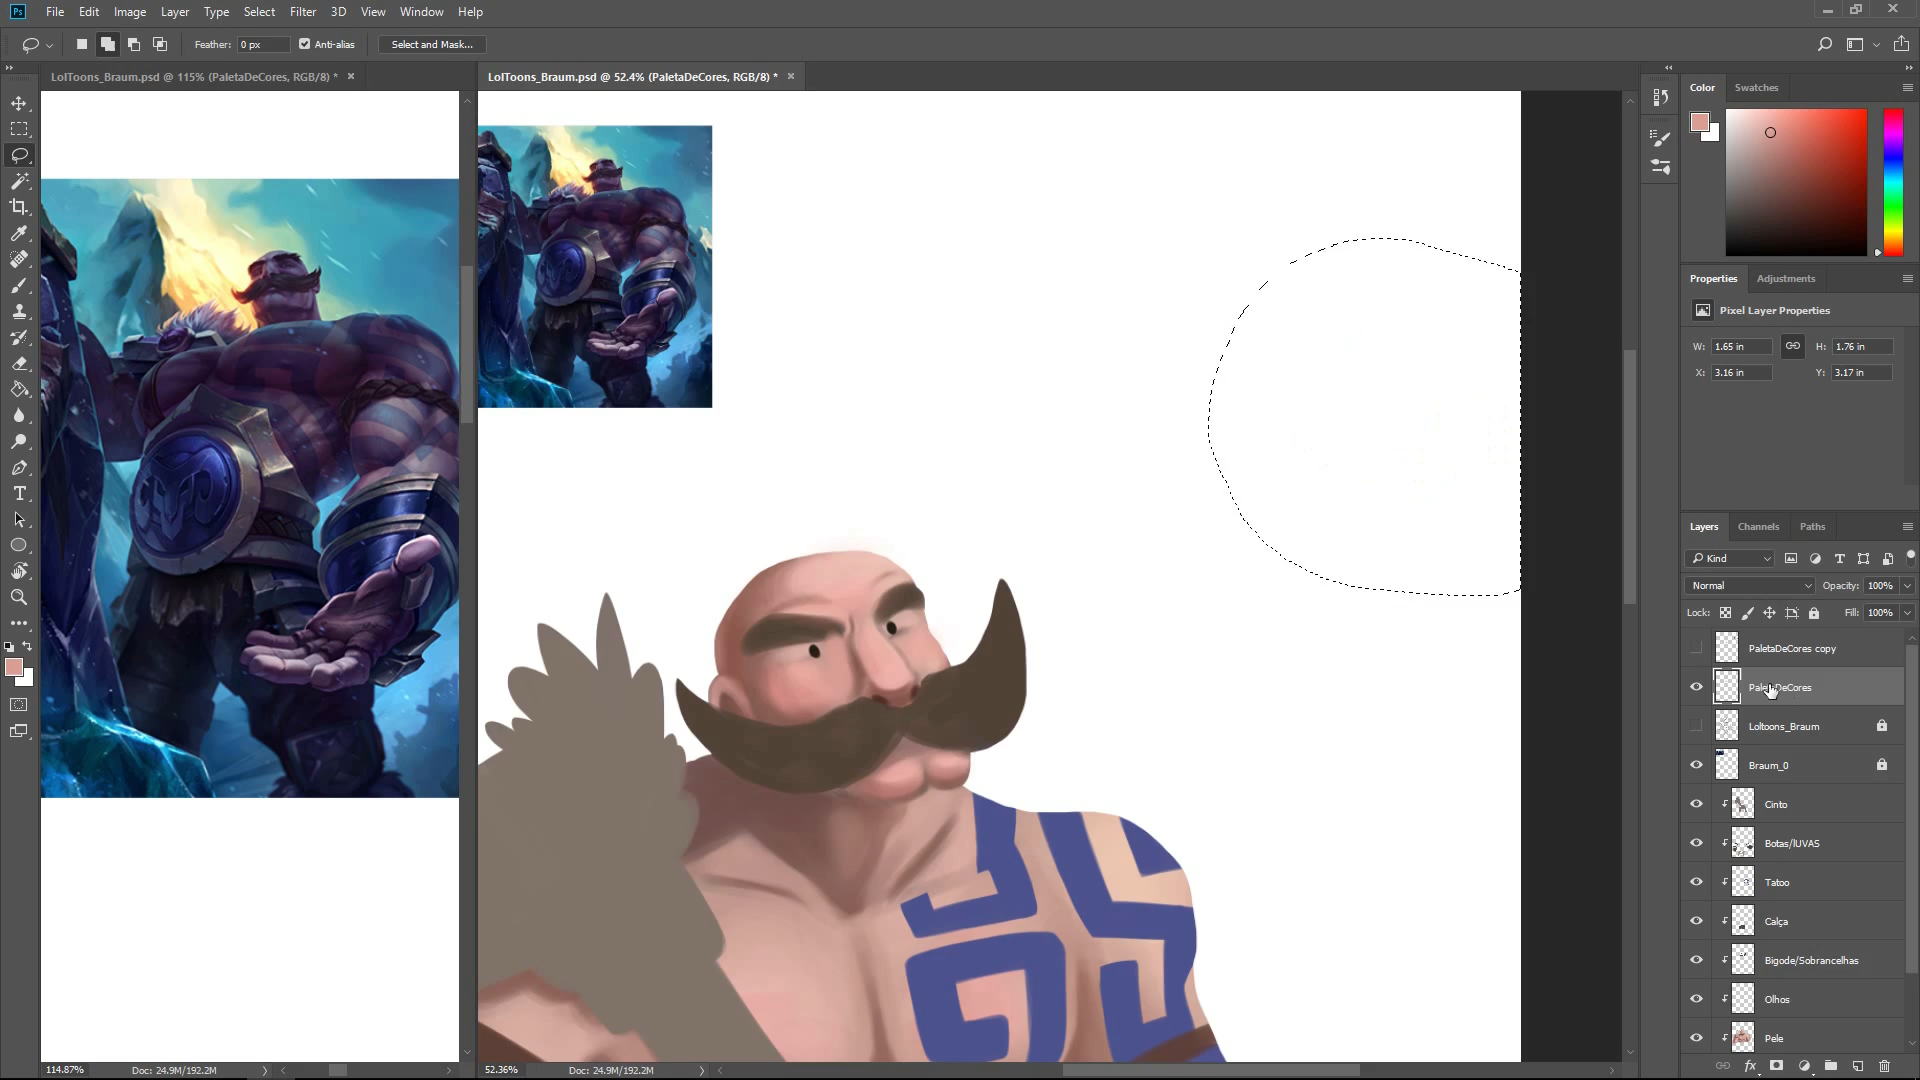 Ps File Edit Image Layer Type Select Filter 3D View Window Help
Feather: 0 px Anti-alias Select and Mask...
LolToons_Braum.psd @ 115% (PaletaDeCores, RGB/8) * ×
LolToons_Braum.psd @ 52.4% (PaletaDeCores, RGB/8) * ×
Color Swatches
Properties Adjustments
Pixel Layer Properties
W: 1.65 in H: 1.76 in
X: 3.16 in Y: 3.17 in
Layers Channels Paths
Kind
Normal Opacity: 100%
Lock: Fill: 100%
PaletaDeCores copy
PaletaDeCores
Loltoons_Braum
Braum_0
Cinto
Botas/lUVAS
Tatoo
Calça
Bigode/Sobrancelhas
Olhos
Pele
114.87% Doc: 24.9M/192.2M
52.36% Doc: 24.9M/192.2M